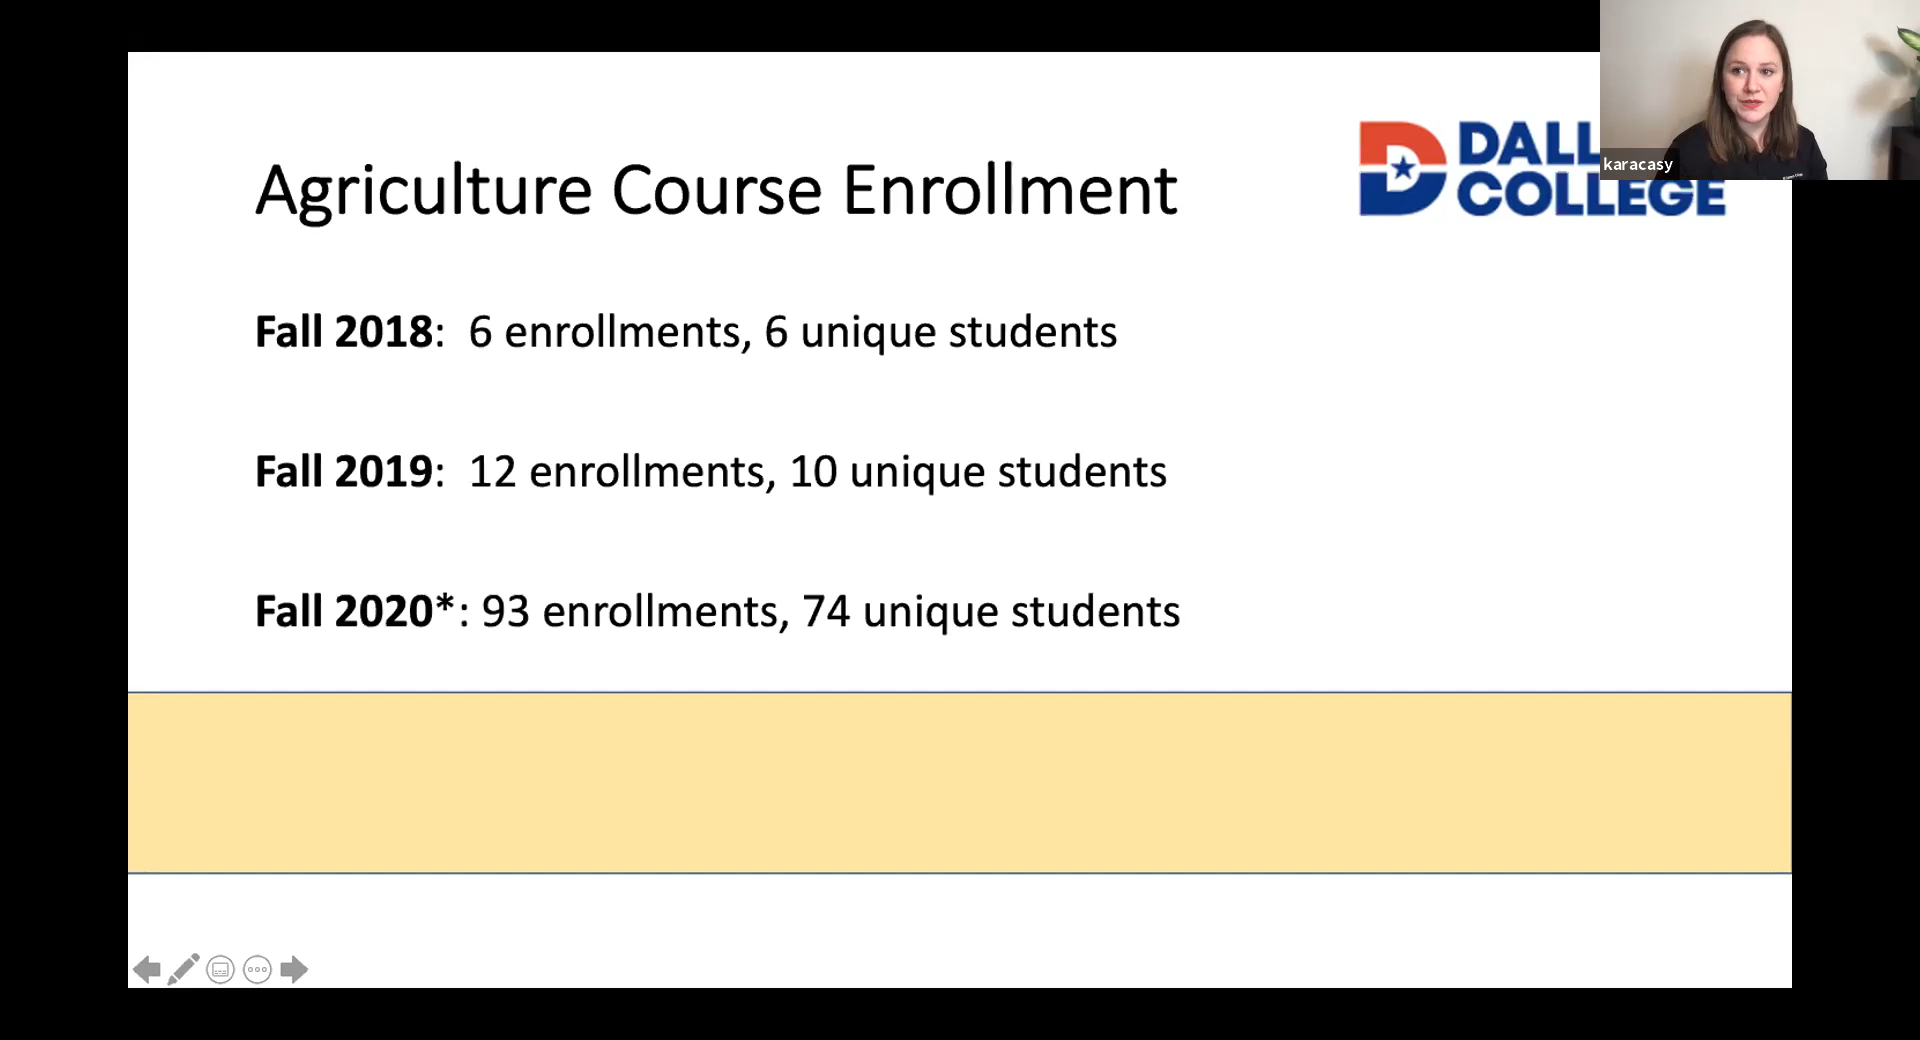 Agriculture Course Enrollment
DALL
COLLEGE
karacasy
Fall 2018: 6 enrollments, 6 unique students
Fall 2019: 12 enrollments, 10 unique students
Fall 2020*: 93 enrollments, 74 unique students